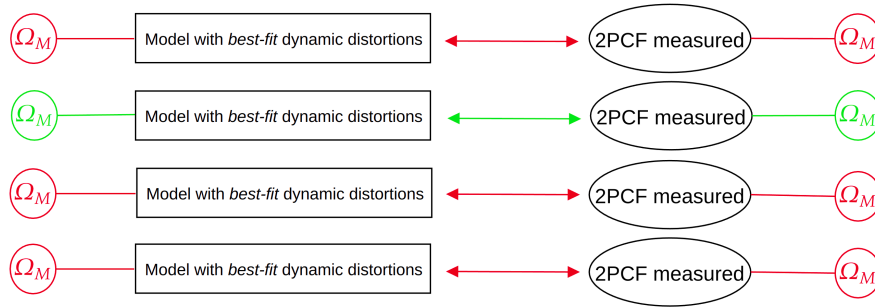 Ω_M Model with best-fit dynamic distortions 2PCF measured Ω_M
Ω_M Model with best-fit dynamic distortions 2PCF measured Ω_M
Ω_M Model with best-fit dynamic distortions 2PCF measured Ω_M
Ω_M Model with best-fit dynamic distortions 2PCF measured Ω_M